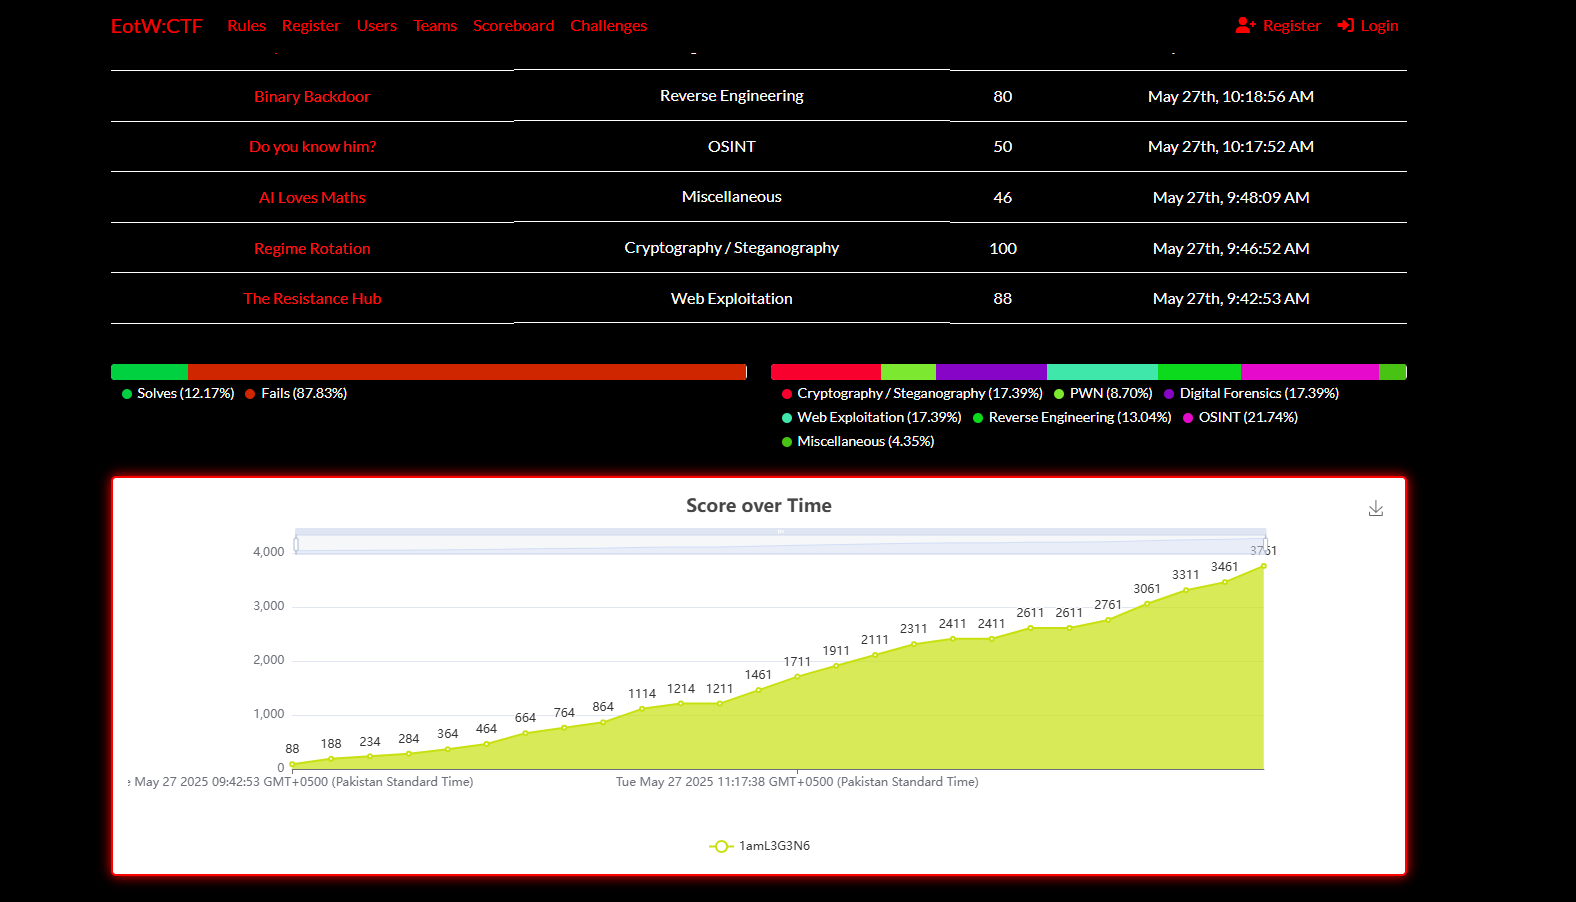 EotW:CTF Rules Register Users Teams Scoreboard Challenges Register Login
Binary Backdoor Reverse Engineering 80 May 27th, 10:18:56 AM
Do you know him? OSINT 50 May 27th, 10:17:52 AM
AI Loves Maths Miscellaneous 46 May 27th, 9:48:09 AM
Regime Rotation Cryptography / Steganography 100 May 27th, 9:46:52 AM
The Resistance Hub Web Exploitation 88 May 27th, 9:42:53 AM
Solves (12.17%) Fails (87.83%)
Cryptography / Steganography (17.39%) PWN (8.70%) Digital Forensics (17.39%)
Web Exploitation (17.39%) Reverse Engineering (13.04%) OSINT (21.74%)
Miscellaneous (4.35%)
Score over Time
4,000
3,000
2,000
1,000
0
88 188 234 284 364 464 664 764 864 1114 1214 1211 1461 1711 1911 2111 2311 2411 2411 2611 2611 2761 3061 3311 3461 3761
May 27 2025 09:42:53 GMT+0500 (Pakistan Standard Time) Tue May 27 2025 11:17:38 GMT+0500 (Pakistan Standard Time)
1amL3G3N6